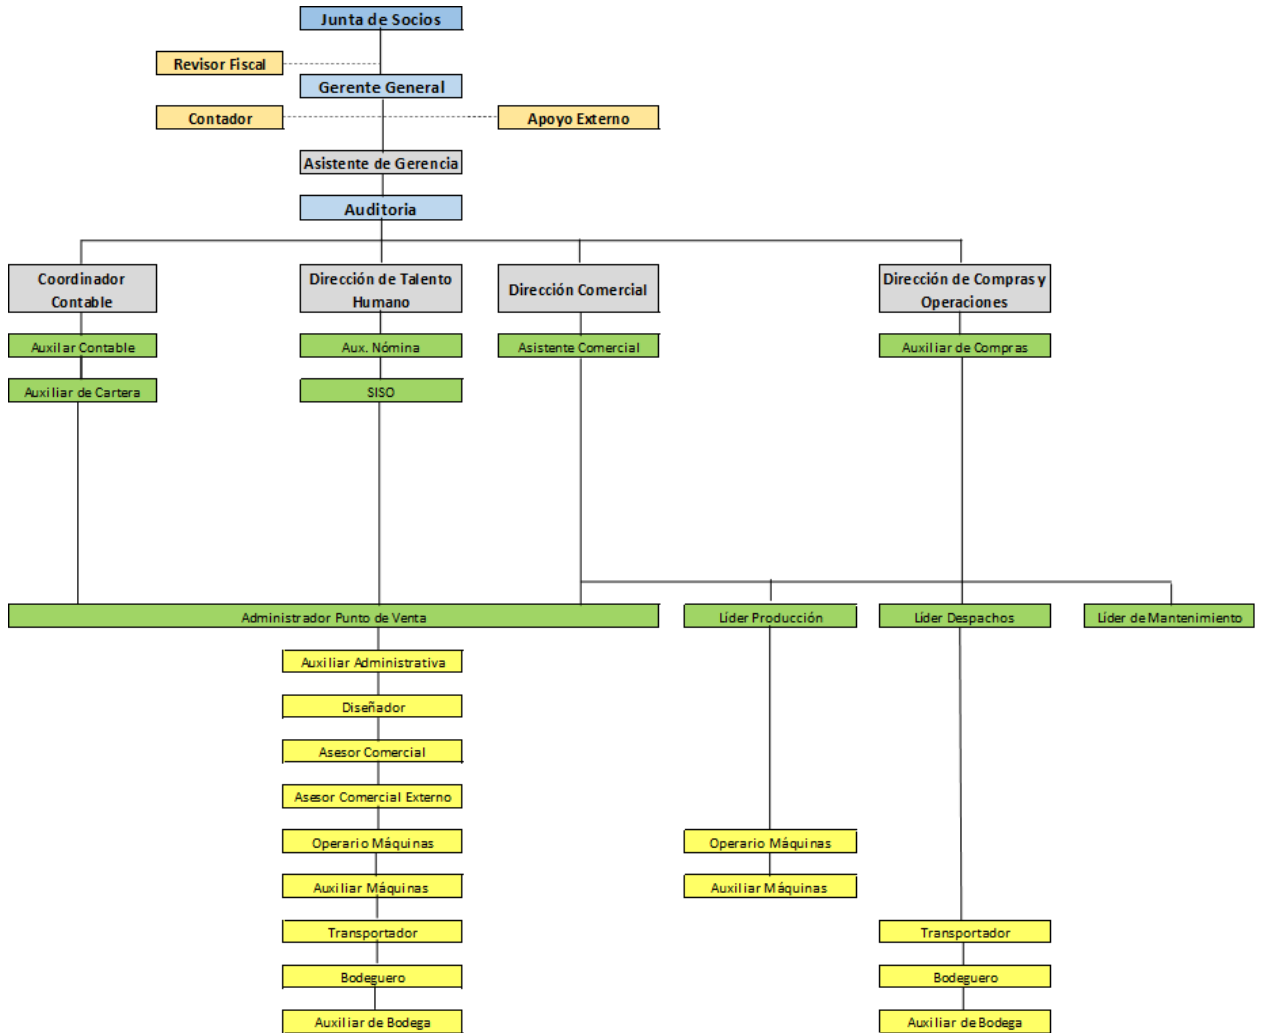 Junta de Socios
Revisor Fiscal
Gerente General
Contador
Apoyo Externo
Asistente de Gerencia
Auditoria
Coordinador
Contable
Dirección de Talento
Humano
Dirección Comercial
Dirección de Compras y
Operaciones
Auxilar Contable
Aux. Nómina
Asistente Comercial
Auxiliar de Compras
Auxiliar de Cartera
SISO
Administrador Punto de Venta
Líder Producción
Líder Despachos
Líder de Mantenimiento
Auxiliar Administrativa
Diseñador
Asesor Comercial
Asesor Comercial Externo
Operario Máquinas
Operario Máquinas
Auxiliar Máquinas
Auxiliar Máquinas
Transportador
Transportador
Bodeguero
Bodeguero
Auxiliar de Bodega
Auxiliar de Bodega